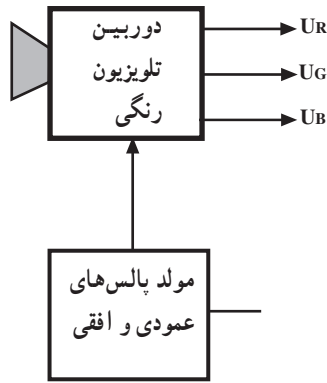 دوربین
تلویزیون
رنگی
UR
UG
UB
مولد پالس‌های
عمودی و افقی